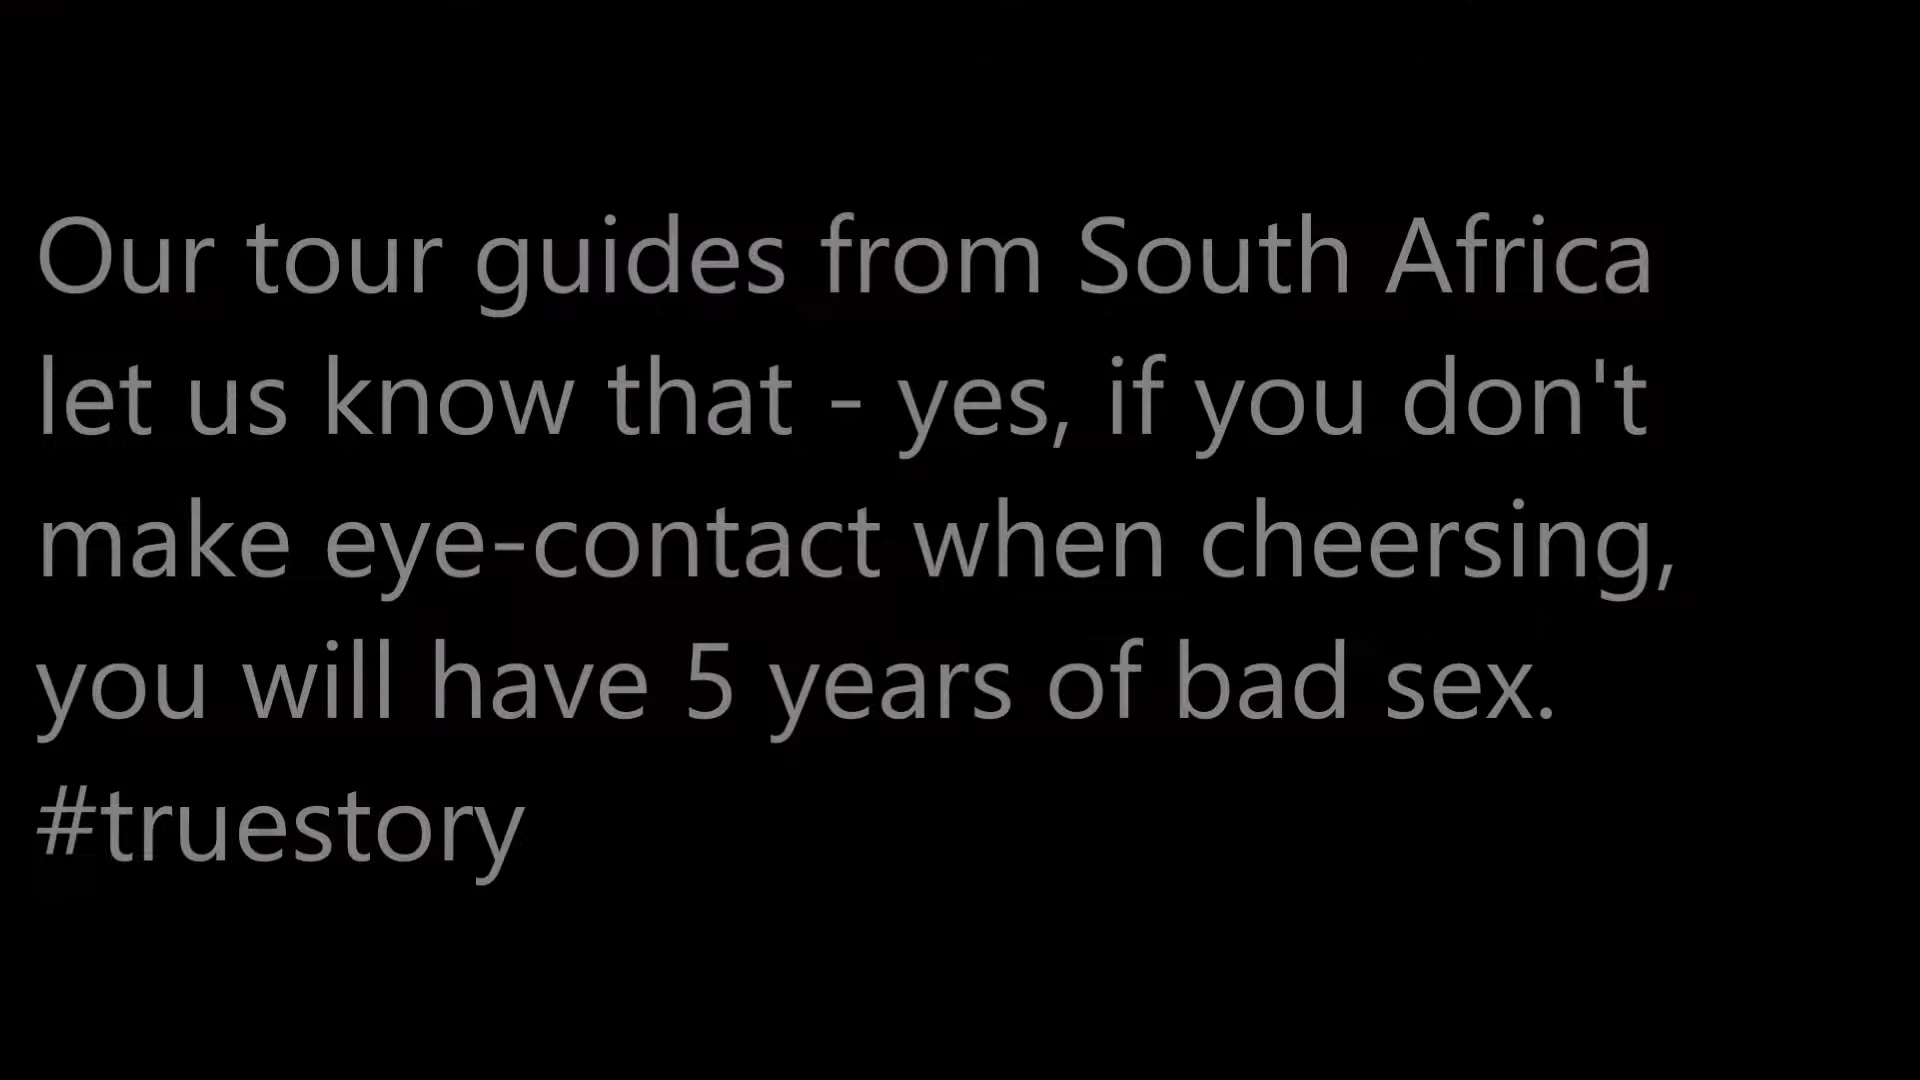 Our tour guides from South Africa
let us know that - yes, if you don't
make eye-contact when cheersing,
you will have 5 years of bad sex.
#truestory